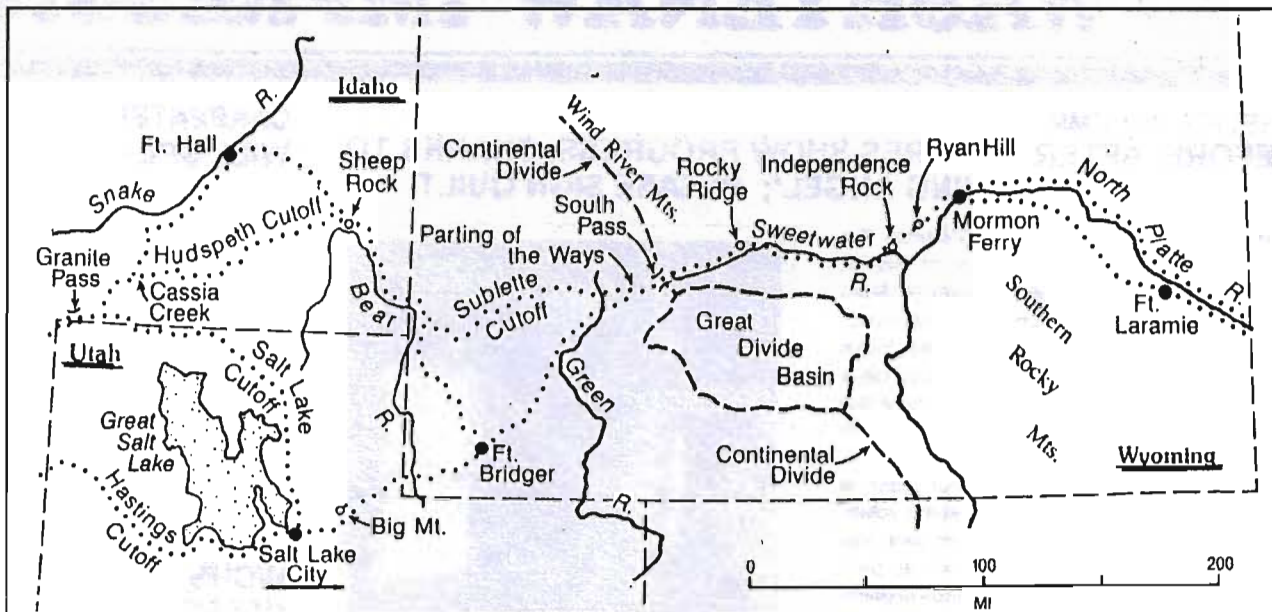 Idaho
R.
Ft. Hall
Snake
Sheep
Rock
Hudspeth Cutoff
Granite
Pass
Cassia
Creek
Bear
R.
Utah
Salt Lake
Cutoff
Great
Salt
Lake
Hastings
Cutoff
Salt Lake
City
Big Mt.
Ft.
Bridger
Parting of
the Ways
Sublette
Cutoff
Green
R.
Continental
Divide
Wind River Mts.
South
Pass
Rocky
Ridge
Sweetwater
R.
Independence
Rock
Ryan Hill
Mormon
Ferry
North
Platte
R.
Ft.
Laramie
Great
Divide
Basin
Continental
Divide
Southern
Rocky
Mts.
Wyoming
0 100 200
MI